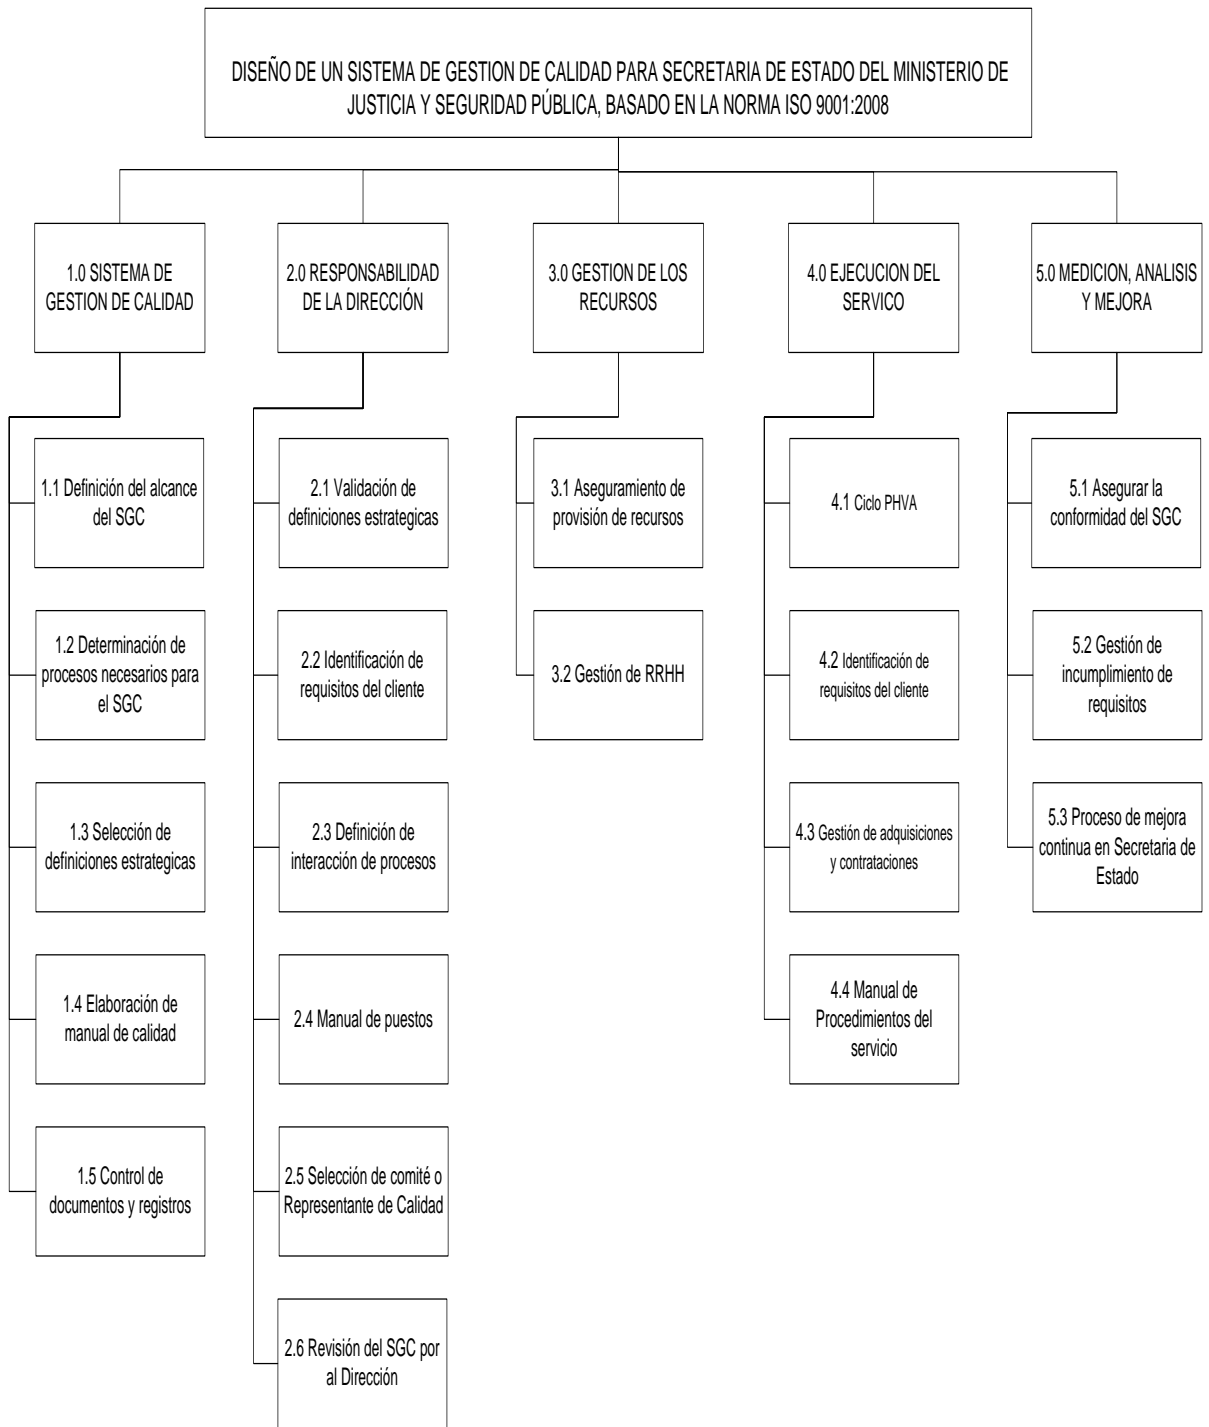 DISEÑO DE UN SISTEMA DE GESTION DE CALIDAD PARA SECRETARIA DE ESTADO DEL MINISTERIO DE
JUSTICIA Y SEGURIDAD PÚBLICA, BASADO EN LA NORMA ISO 9001:2008
1.0 SISTEMA DE
GESTION DE CALIDAD
2.0 RESPONSABILIDAD
DE LA DIRECCIÓN
3.0 GESTION DE LOS
RECURSOS
4.0 EJECUCION DEL
SERVICO
5.0 MEDICION, ANALISIS
Y MEJORA
1.1 Definición del alcance
del SGC
1.2 Determinación de
procesos necesarios para
el SGC
1.3 Selección de
definiciones estrategicas
1.4 Elaboración de
manual de calidad
1.5 Control de
documentos y registros
2.1 Validación de
definiciones estrategicas
2.2 Identificación de
requisitos del cliente
2.3 Definición de
interacción de procesos
2.4 Manual de puestos
2.5 Selección de comité o
Representante de Calidad
2.6 Revisión del SGC por
al Dirección
3.1 Aseguramiento de
provisión de recursos
3.2 Gestión de RRHH
4.1 Ciclo PHVA
4.2 Identificación de
requisitos del cliente
4.3 Gestión de adquisiciones
y contrataciones
4.4 Manual de
Procedimientos del
servicio
5.1 Asegurar la
conformidad del SGC
5.2 Gestión de
incumplimiento de
requisitos
5.3 Proceso de mejora
continua en Secretaria de
Estado